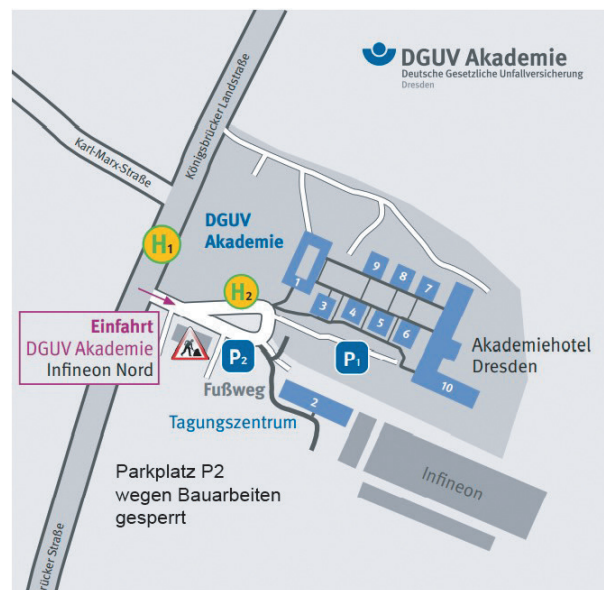 DGUV Akademie
Deutsche Gesetzliche Unfallversicherung
Dresden
Königsbrücker Landstraße
Karl-Marx-Straße
DGUV
Akademie
H1
H2
1
9
8
7
3
4
5
6
10
Akademiehotel
Dresden
Einfahrt
DGUV Akademie
Infineon Nord
P2
P1
Fußweg
2
Tagungszentrum
Infineon
Parkplatz P2
wegen Bauarbeiten
gesperrt
rücker Straße